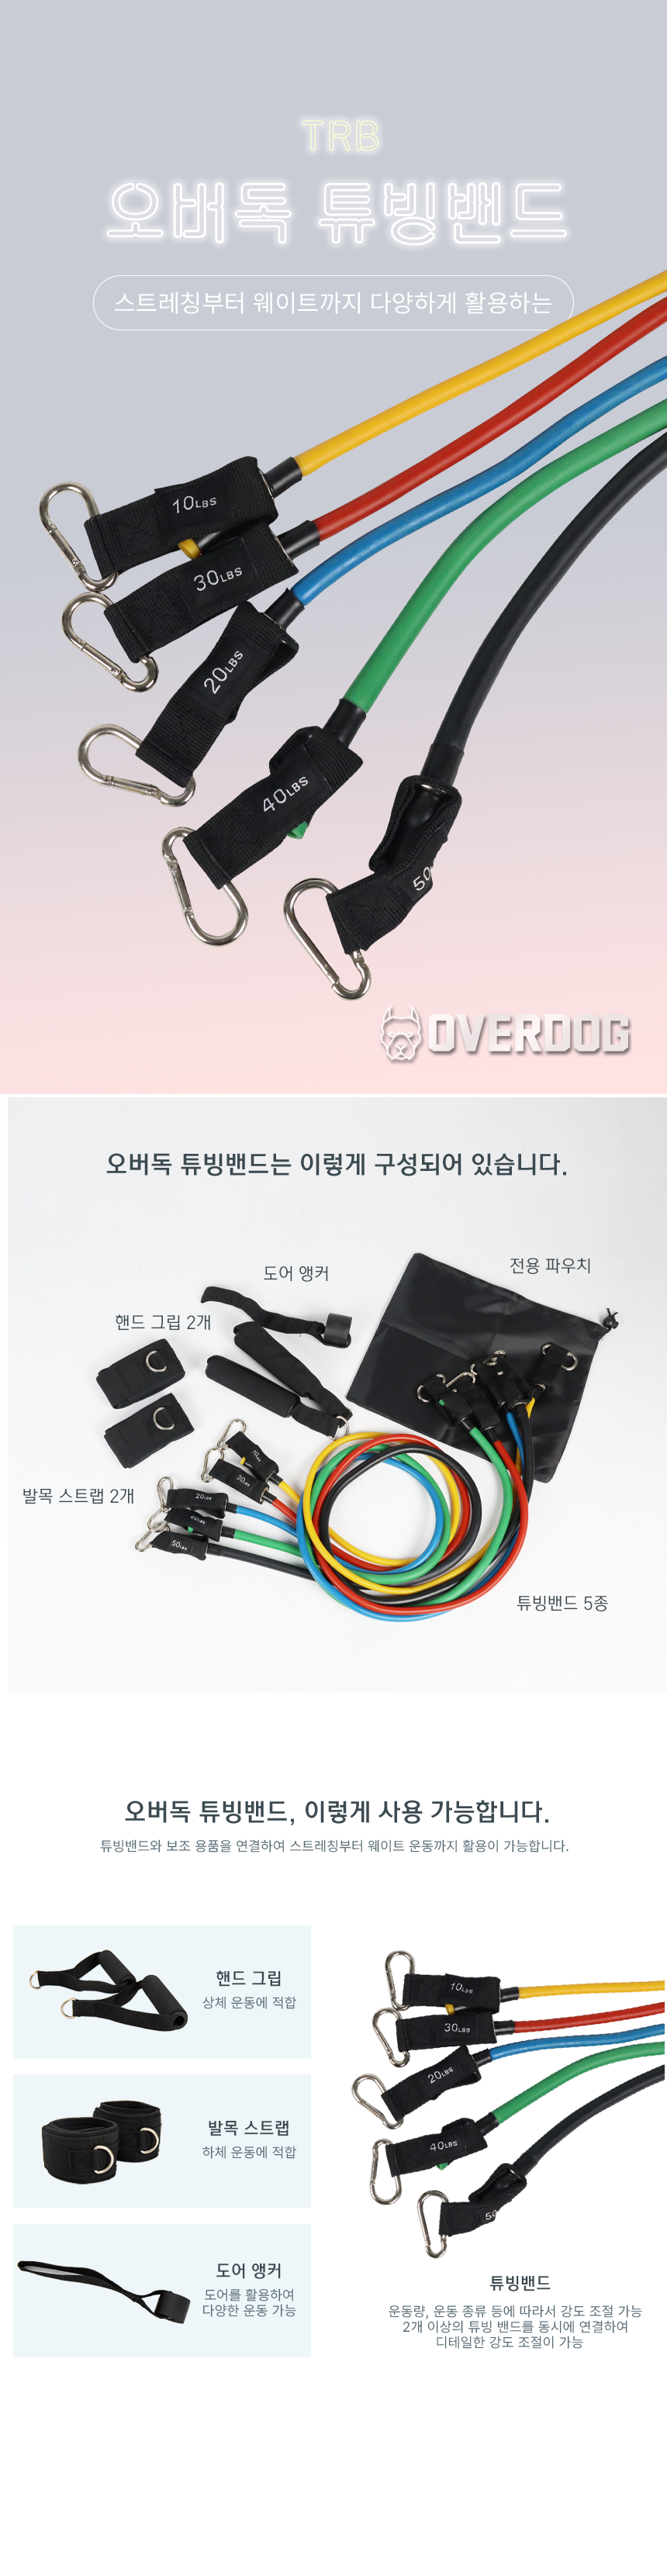 TRB
오버독 튜빙밴드
스트레칭부터 웨이트까지 다양하게 활용하는
10LBS
30LBS
20LBS
40LBS
50
OVERDOG
오버독 튜빙밴드는 이렇게 구성되어 있습니다.
전용 파우치
도어 앵커
핸드 그립 2개
발목 스트랩 2개
10LBS
30LBS
20LBS
40LBS
50LBS
튜빙밴드 5종
오버독 튜빙밴드, 이렇게 사용 가능합니다.
튜빙밴드와 보조 용품을 연결하여 스트레칭부터 웨이트 운동까지 활용이 가능합니다.
핸드 그립
상체 운동에 적합
발목 스트랩
하체 운동에 적합
도어 앵커
도어를 활용하여
다양한 운동 가능
10LBS
30LBS
20LBS
40LBS
50
튜빙밴드
운동량, 운동 종류 등에 따라서 강도 조절 가능
2개 이상의 튜빙 밴드를 동시에 연결하여
디테일한 강도 조절이 가능